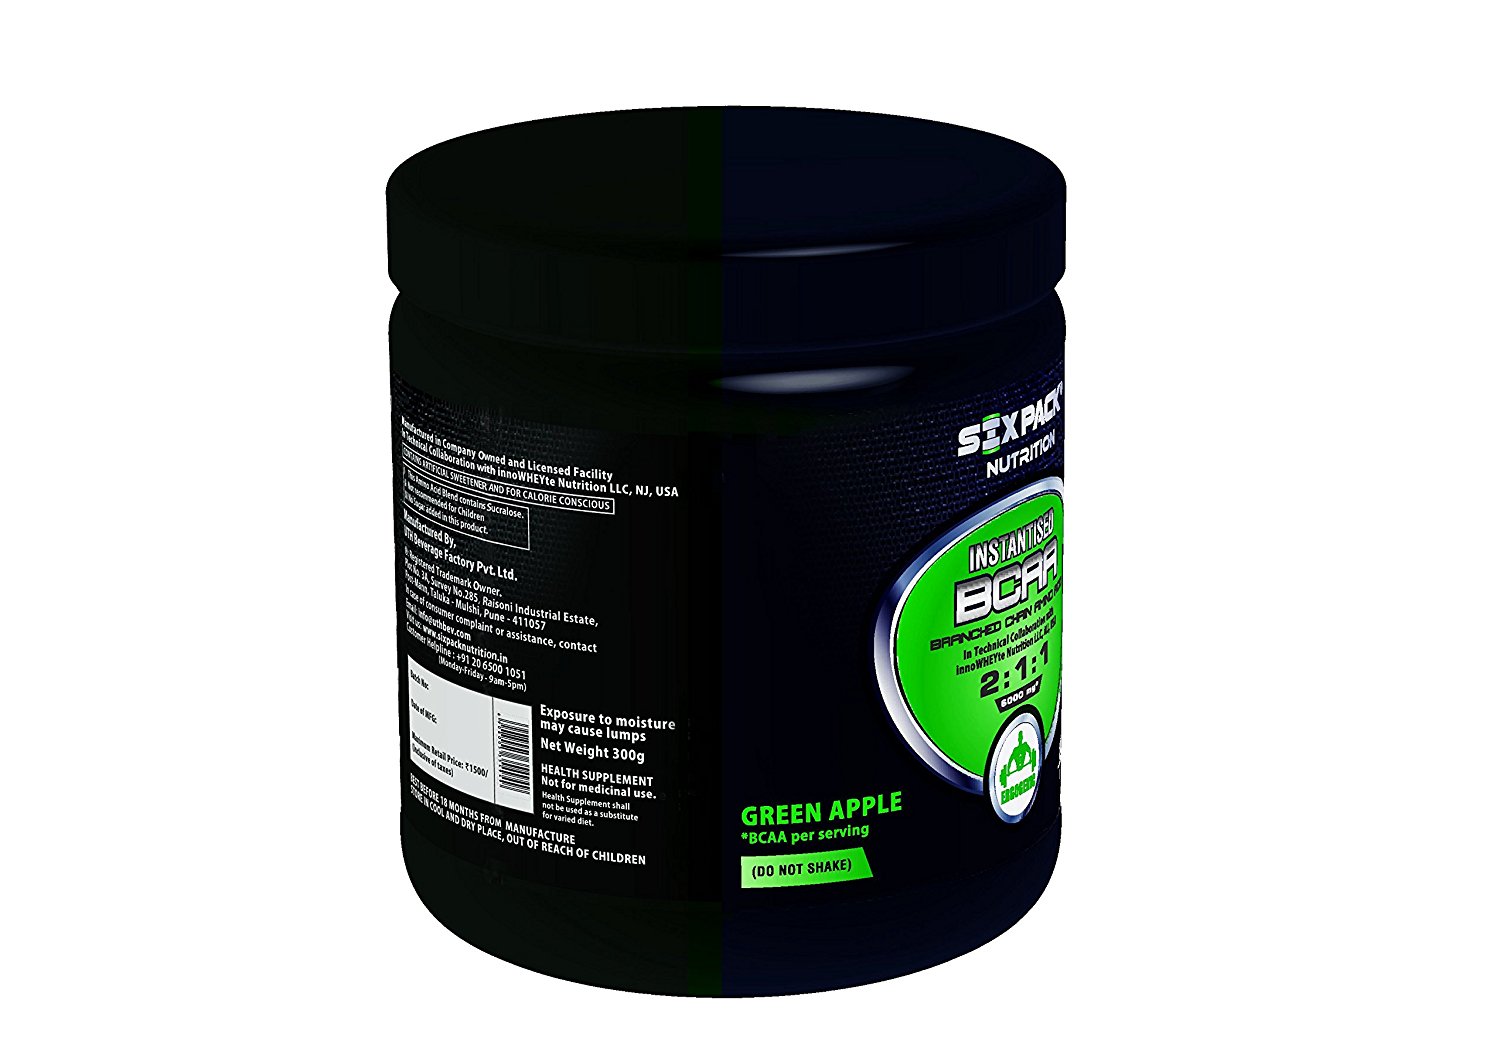 Manufactured in Company Owned and Licensed Facility
In Technical Collaboration with innoWHEYte Nutrition LLC, NJ, USA
CONTAINS ARTIFICIAL SWEETENER AND FOR CALORIE CONSCIOUS
This Amino Acid Blend contains Sucralose.
Not recommended for Children
No Sugar added in this product.
Manufactured By,
UTH Beverage Factory Pvt. Ltd.
® Registered Trademark Owner.
Plot No. 3A, Survey No.285, Raisoni Industrial Estate,
Post-Mann, Taluka - Mulshi, Pune - 411057
In case of consumer complaint or assistance, contact
Email: info@uthbev.com
Visit us: www.sixpacknutrition.in
Customer Helpline : +91 20 6500 1051
(Monday-Friday - 9am-5pm)
Batch No:
Date of MFG:
Maximum Retail Price: ₹1500/
(Inclusive of taxes)
Exposure to moisture
may cause lumps
Net Weight 300g
HEALTH SUPPLEMENT
Not for medicinal use.
Health Supplement shall
not be used as a substitute
for varied diet.
BEST BEFORE 18 MONTHS FROM MANUFACTURE
STORE IN COOL AND DRY PLACE, OUT OF REACH OF CHILDREN
SIXPACK
NUTRITION
INSTANTISED
BCAA
BRANCHED CHAIN AMINO
In Technical Collaboration with
innoWHEYte Nutrition LLC, NJ, USA
2:1:1
6000 mg*
ERGOGENIC
GREEN APPLE
*BCAA per serving
(DO NOT SHAKE)